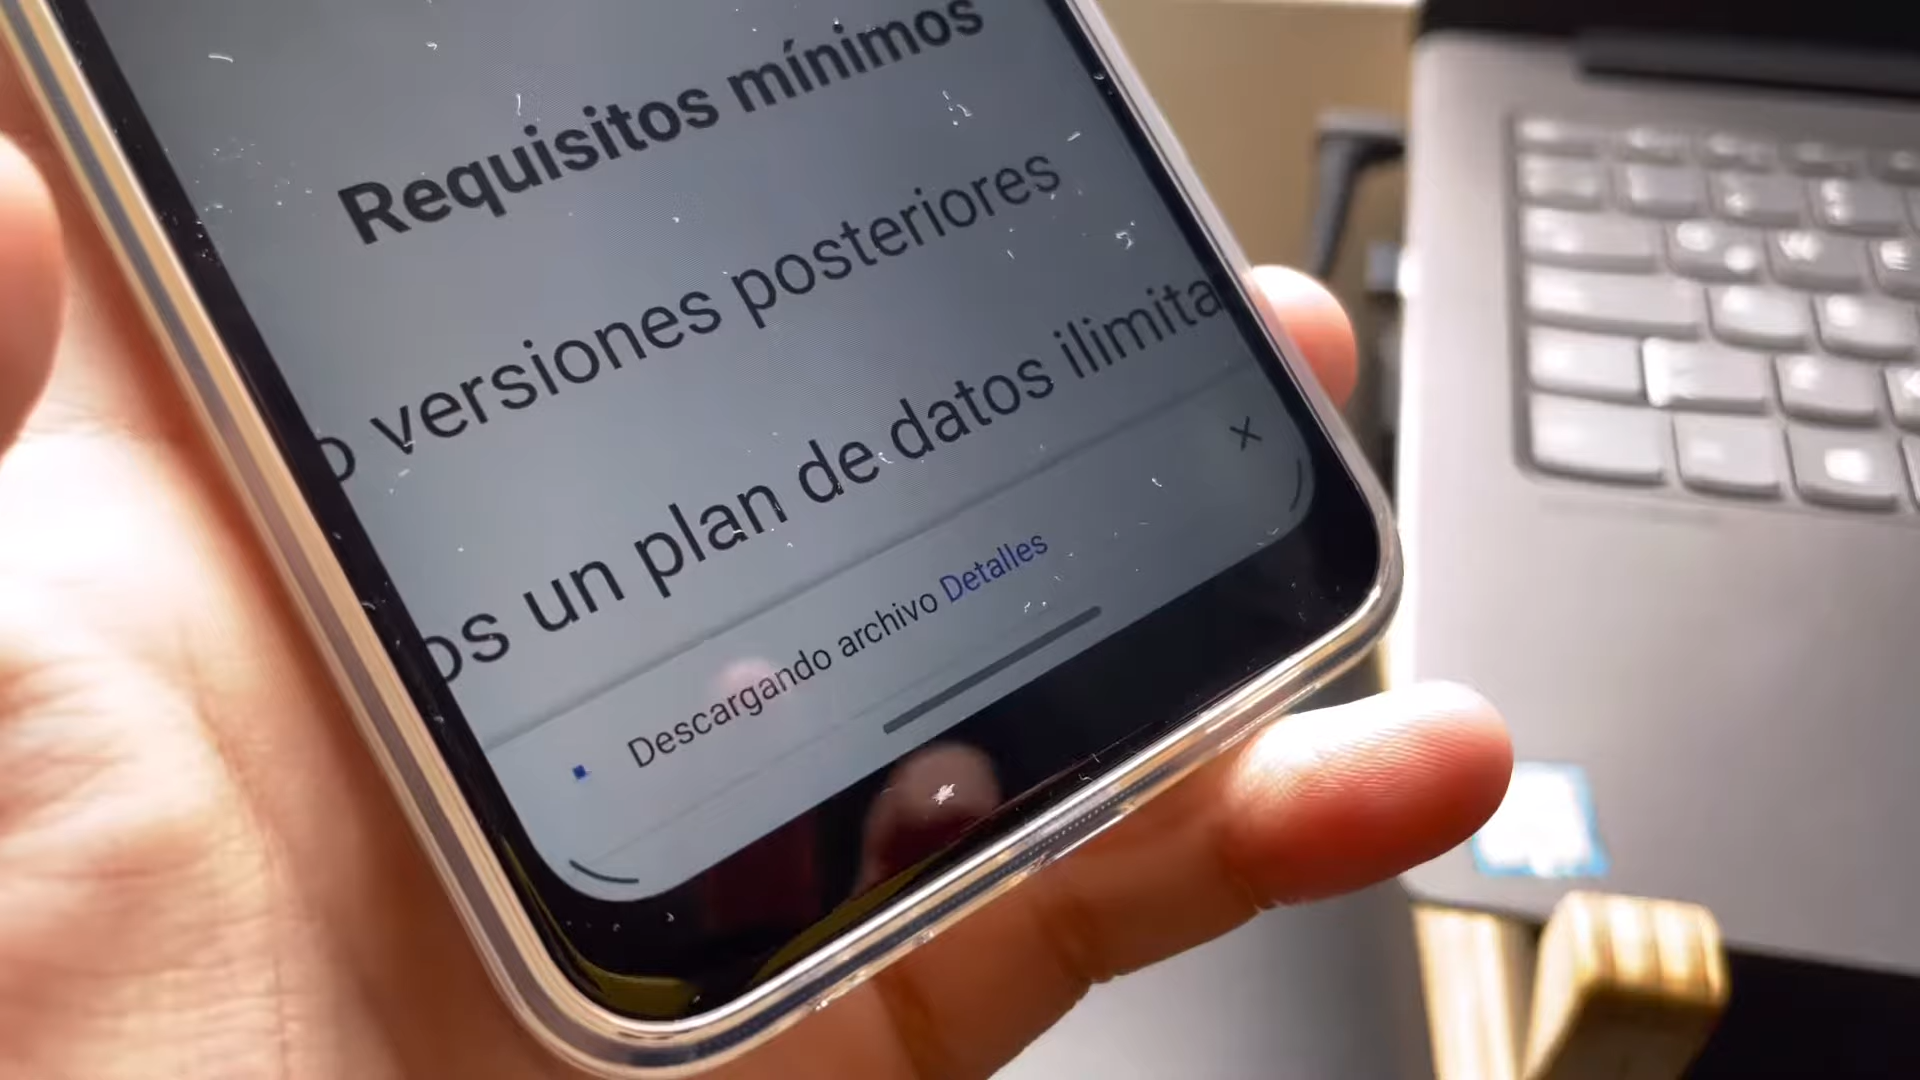 Requisitos mínimos
o versiones posteriores
os un plan de datos ilimita
Descargando archivo Detalles